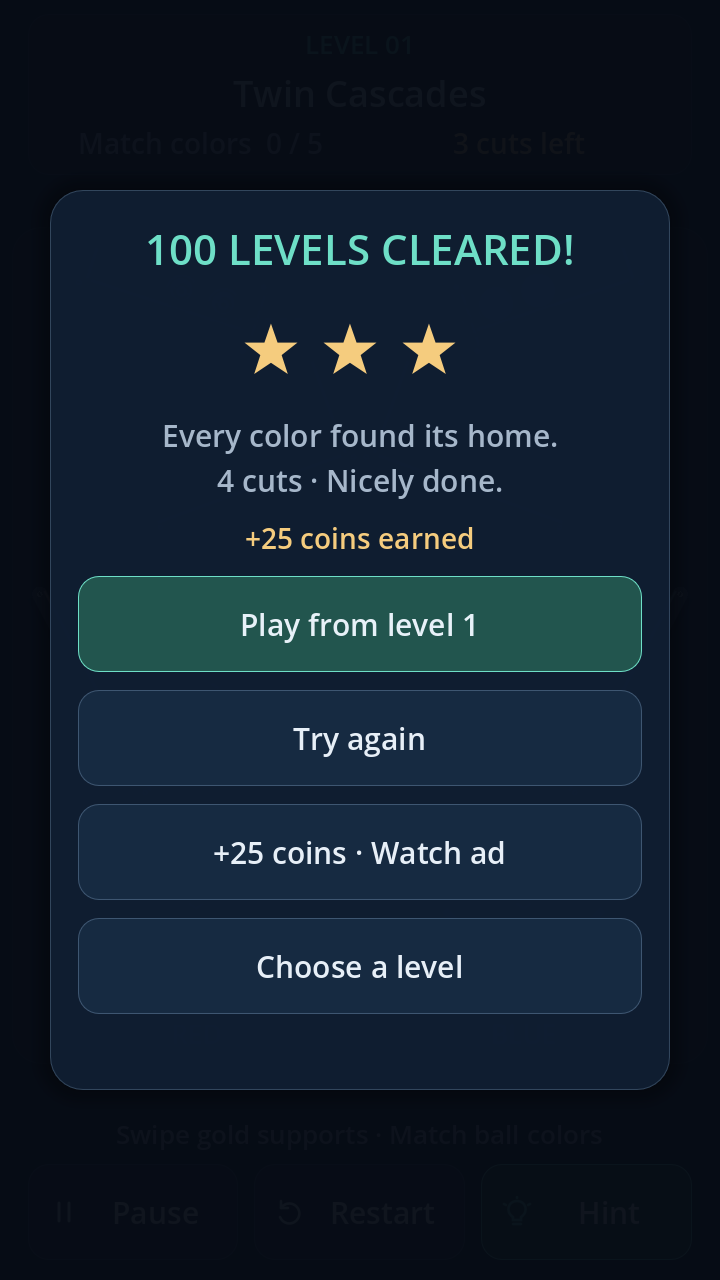 LEVEL 01
Twin Cascades
Match colors 0 / 5
3 cuts left
100 LEVELS CLEARED!
Every color found its home.
4 cuts · Nicely done.
+25 coins earned
Play from level 1
Try again
+25 coins · Watch ad
Choose a level
Swipe gold supports · Match ball colors
Pause
Restart
Hint